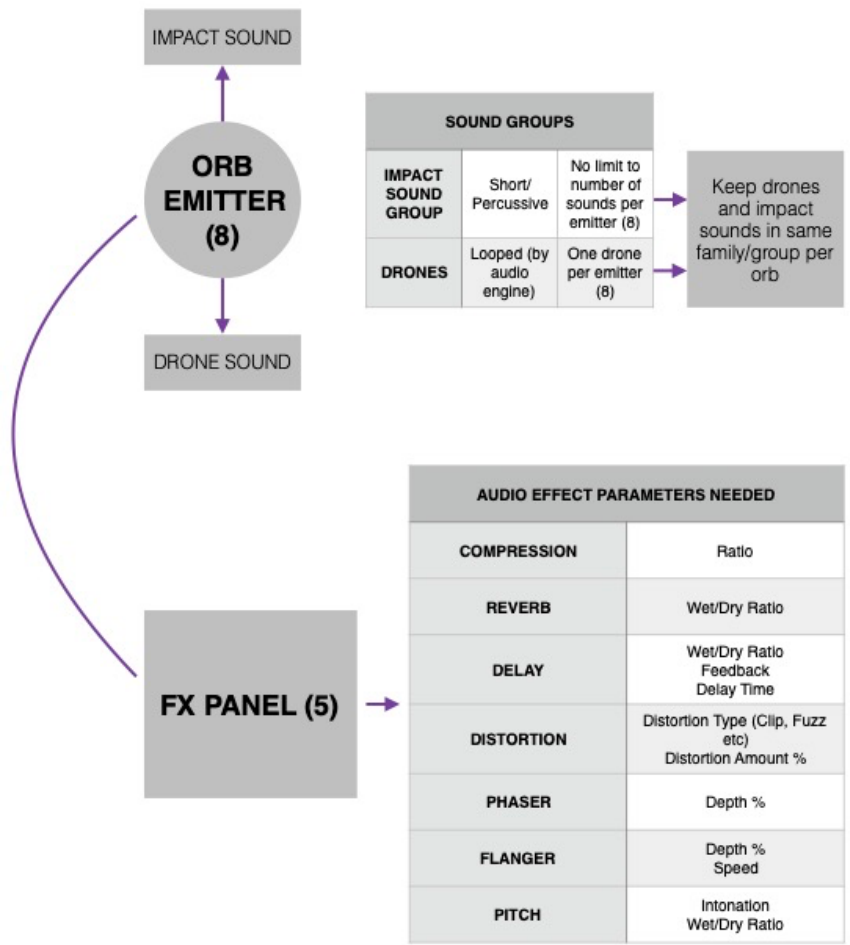 IMPACT SOUND
ORB
EMITTER
(8)
DRONE SOUND
SOUND GROUPS
IMPACT
SOUND
GROUP
Short/
Percussive
No limit to
number of
sounds per
emitter (8)
DRONES
Looped (by
audio
engine)
One drone
per emitter
(8)
Keep drones
and impact
sounds in same
family/group per
orb
FX PANEL (5)
AUDIO EFFECT PARAMETERS NEEDED
COMPRESSION
Ratio
REVERB
Wet/Dry Ratio
DELAY
Wet/Dry Ratio
Feedback
Delay Time
DISTORTION
Distortion Type (Clip, Fuzz
etc)
Distortion Amount %
PHASER
Depth %
FLANGER
Depth %
Speed
PITCH
Intonation
Wet/Dry Ratio